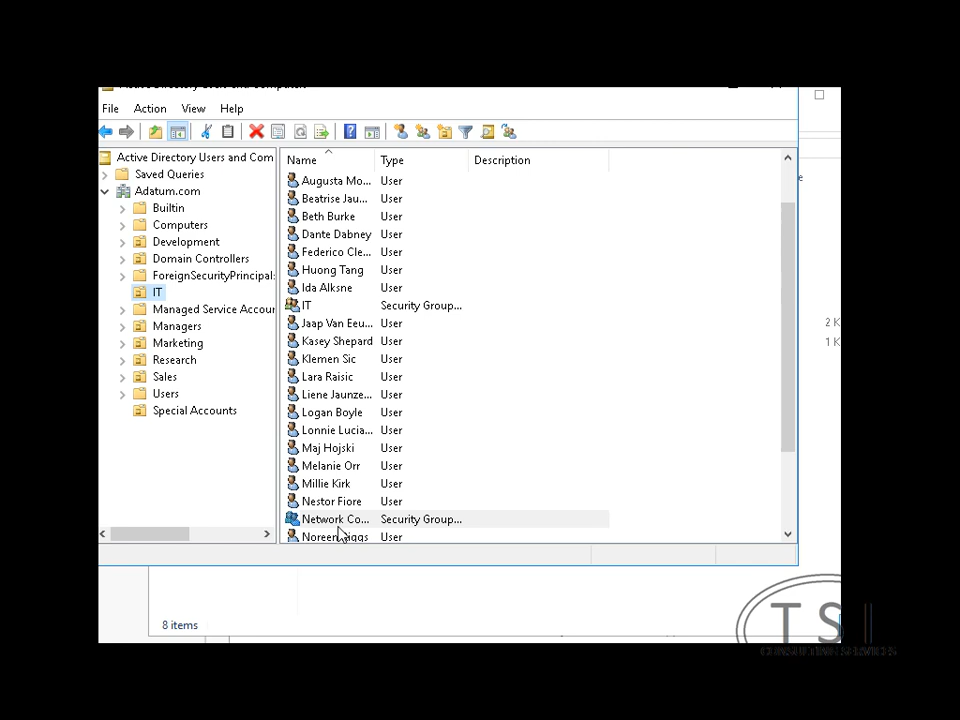 File Action View Help
Active Directory Users and Com
Saved Queries
Adatum.com
Builtin
Computers
Development
Domain Controllers
ForeignSecurityPrincipals
IT
Managed Service Accour
Managers
Marketing
Research
Sales
Users
Special Accounts
Name Type Description
Augusta Mo... User
Beatrise Jau... User
Beth Burke User
Dante Dabney User
Federico Cle... User
Huong Tang User
Ida Alksne User
IT Security Group...
Jaap Van Eeu... User
Kasey Shepard User
Klemen Sic User
Lara Raisic User
Liene Jaunze... User
Logan Boyle User
Lonnie Lucia... User
Maj Hojski User
Melanie Orr User
Millie Kirk User
Nestor Fiore User
Network Co... Security Group...
Noreen User
e
2 K
1 K
8 items
TSI
CONSULTING SERVICES